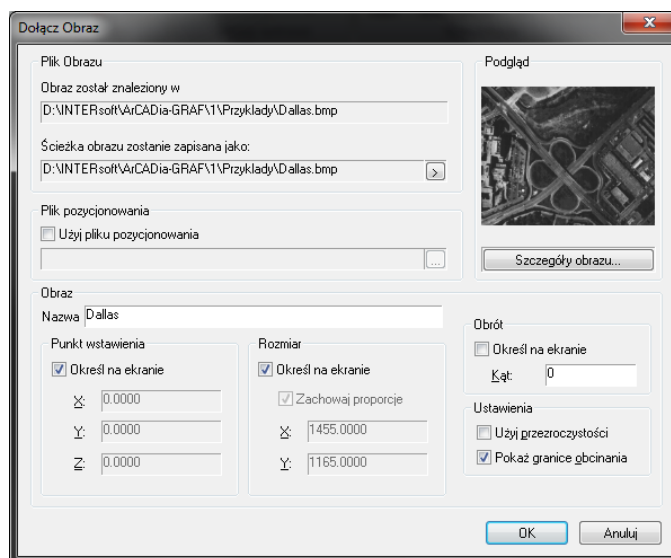 Dołącz Obraz
Plik Obrazu
Obraz został znaleziony w
D:\INTERsoft\ArCADia-GRAF\1\Przyklady\Dallas.bmp
Ścieżka obrazu zostanie zapisana jako:
D:\INTERsoft\ArCADia-GRAF\1\Przyklady\Dallas.bmp
>
Plik pozycjonowania
Użyj pliku pozycjonowania
...
Podgląd
Szczegóły obrazu...
Obraz
Nazwa Dallas
Punkt wstawienia
Określ na ekranie
X: 0.0000
Y: 0.0000
Z: 0.0000
Rozmiar
Określ na ekranie
Zachowaj proporcje
X: 1455.0000
Y: 1165.0000
Obrót
Określ na ekranie
Kąt: 0
Ustawienia
Użyj przezroczystości
Pokaż granice obcinania
OK
Anuluj